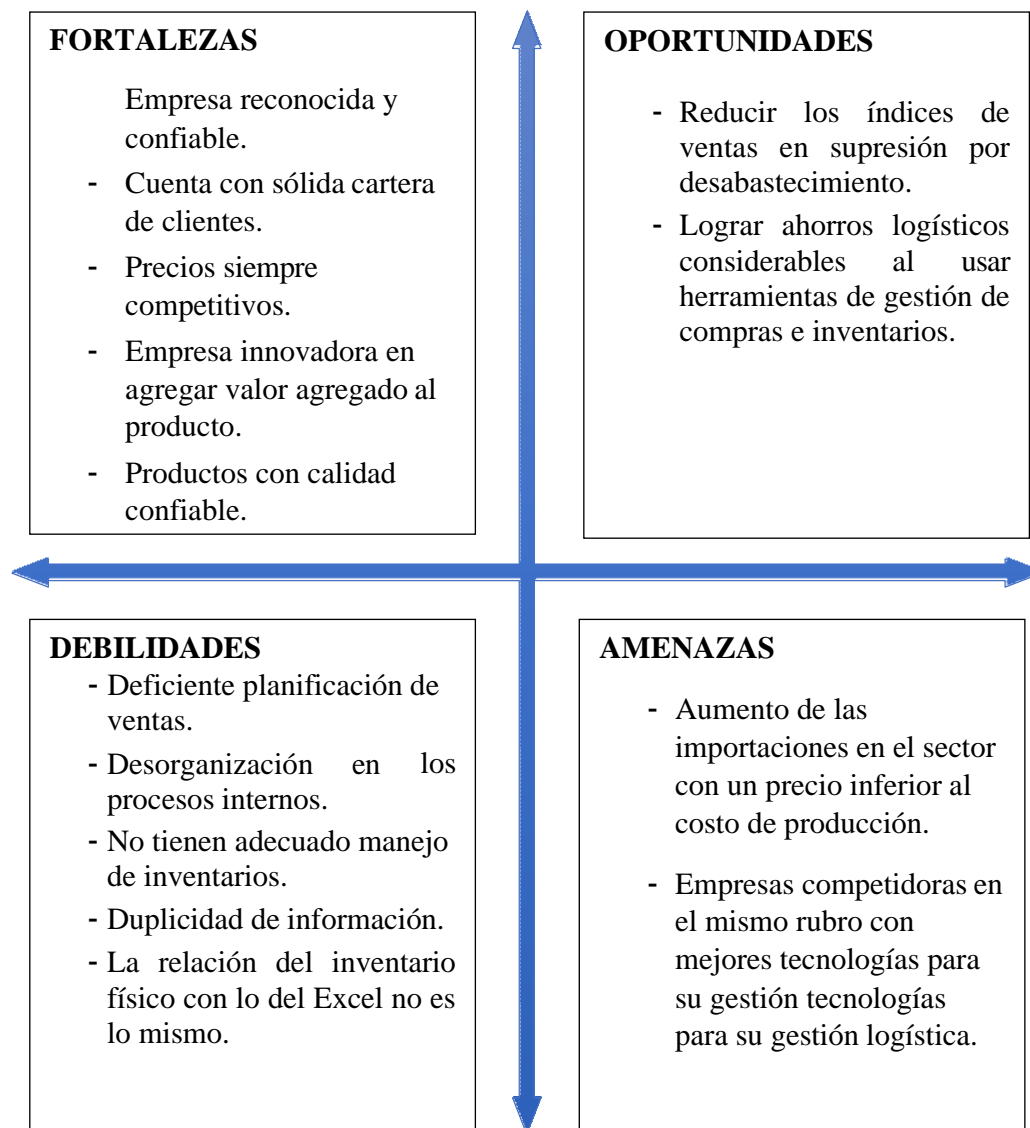 FORTALEZAS
Empresa reconocida y
confiable.
- Cuenta con sólida cartera
de clientes.
- Precios siempre
competitivos.
- Empresa innovadora en
agregar valor agregado al
producto.
- Productos con calidad
confiable.
OPORTUNIDADES
- Reducir los índices de
ventas en supresión por
desabastecimiento.
- Lograr ahorros logísticos
considerables al usar
herramientas de gestión de
compras e inventarios.
DEBILIDADES
- Deficiente planificación de
ventas.
- Desorganización en los
procesos internos.
- No tienen adecuado manejo
de inventarios.
- Duplicidad de información.
- La relación del inventario
físico con lo del Excel no es
lo mismo.
AMENAZAS
- Aumento de las
importaciones en el sector
con un precio inferior al
costo de producción.
- Empresas competidoras en
el mismo rubro con
mejores tecnologías para
su gestión tecnologías
para su gestión logística.